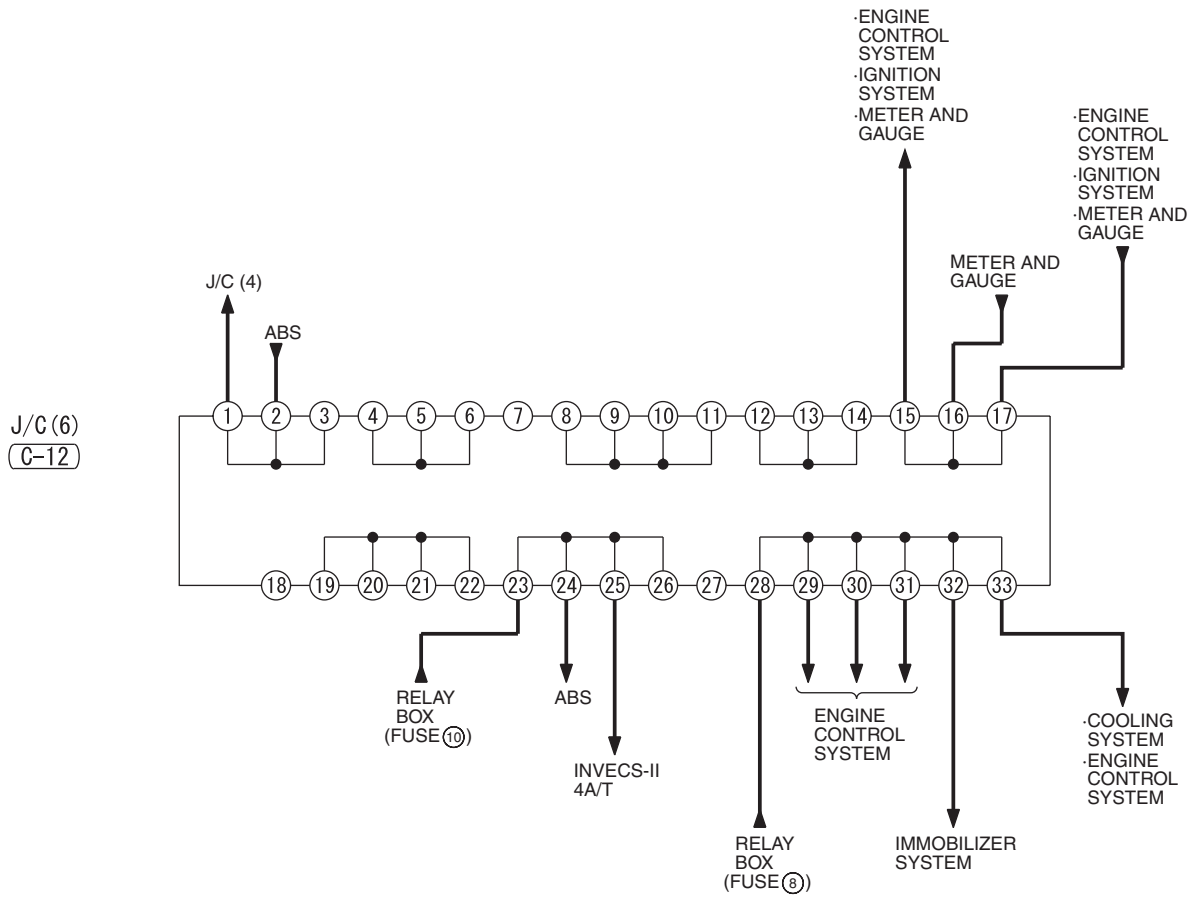 ·ENGINE
CONTROL
SYSTEM
·IGNITION
SYSTEM
·METER AND
GAUGE
·ENGINE
CONTROL
SYSTEM
·IGNITION
SYSTEM
·METER AND
GAUGE
METER AND
GAUGE
J/C (4)
ABS
J/C(6)
C-12
1 2 3 4 5 6 7 8 9 10 11 12 13 14 15 16 17
18 19 20 21 22 23 24 25 26 27 28 29 30 31 32 33
RELAY
BOX
(FUSE 10)
ABS
INVECS-II
4A/T
ENGINE
CONTROL
SYSTEM
·COOLING
SYSTEM
·ENGINE
CONTROL
SYSTEM
RELAY
BOX
(FUSE 8)
IMMOBILIZER
SYSTEM